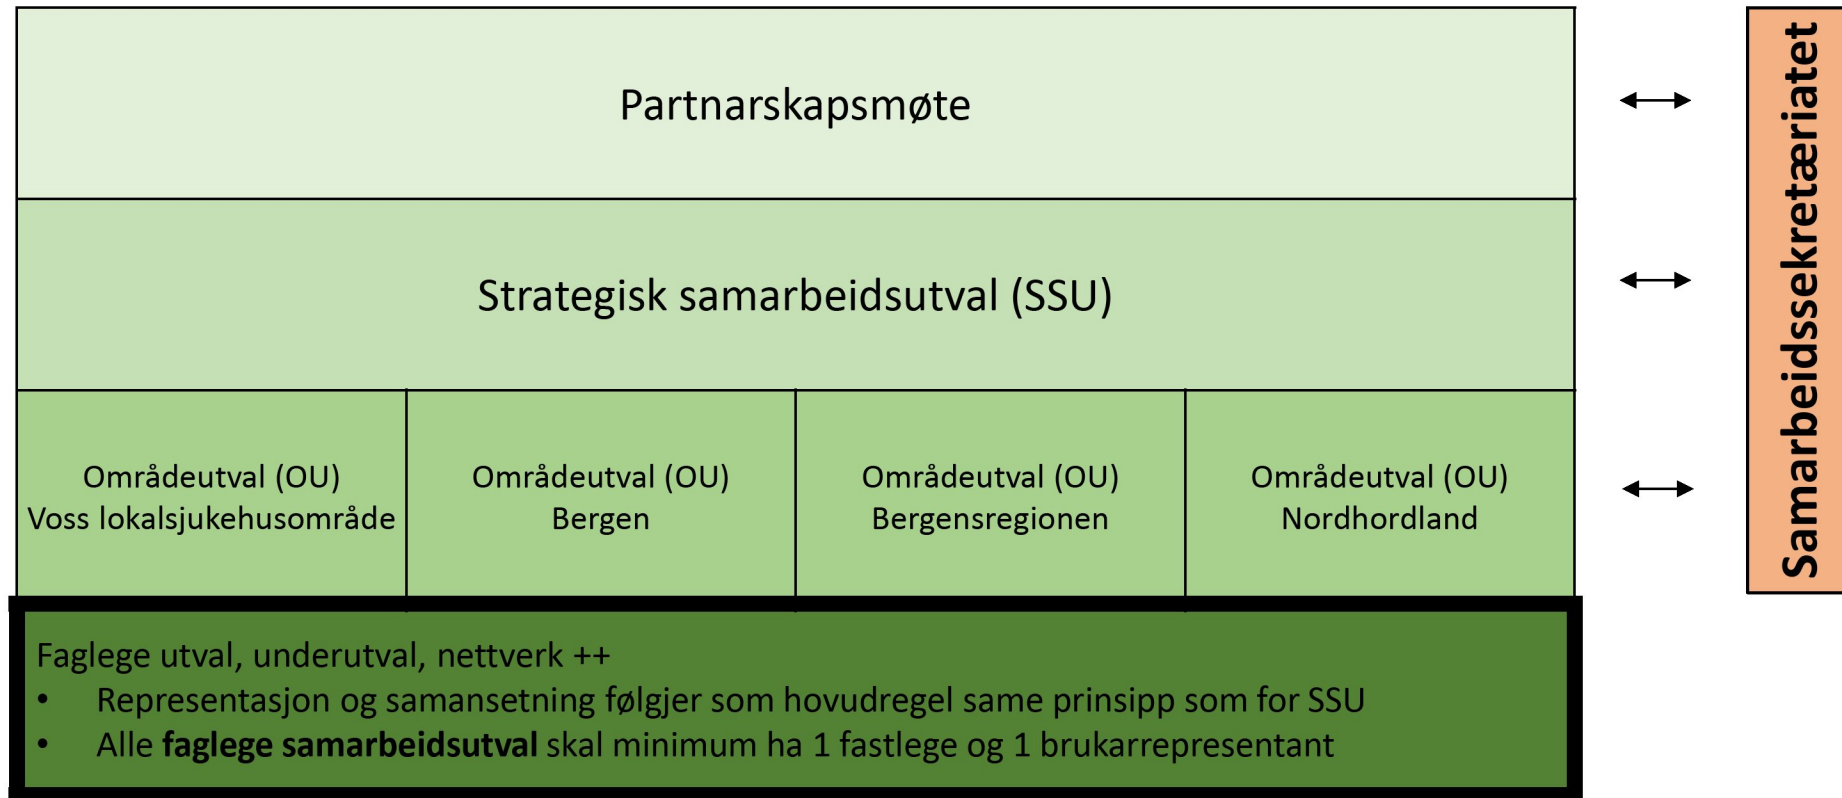 Partnarskapsmøte
Strategisk samarbeidsutval (SSU)
Områdeutval (OU)
Voss lokalsjukehusområde
Områdeutval (OU)
Bergen
Områdeutval (OU)
Bergensregionen
Områdeutval (OU)
Nordhordland
Faglege utval, underutval, nettverk ++
• Representasjon og samansetning følgjer som hovudregel same prinsipp som for SSU
• Alle faglege samarbeidsutval skal minimum ha 1 fastlege og 1 brukarrepresentant
Samarbeidssekretæriatet